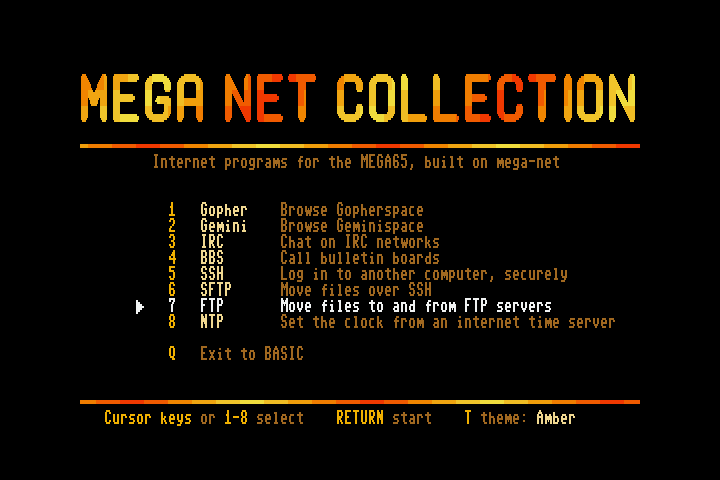 MEGA NET COLLECTION
Internet programs for the MEGA65, built on mega-net
1 Gopher Browse Gopherspace
2 Gemini Browse Geminispace
3 IRC Chat on IRC networks
4 BBS Call bulletin boards
5 SSH Log in to another computer, securely
6 SFTP Move files over SSH
7 FTP Move files to and from FTP servers
8 NTP Set the clock from an internet time server
Q Exit to BASIC
Cursor keys or 1-8 select RETURN start T theme: Amber